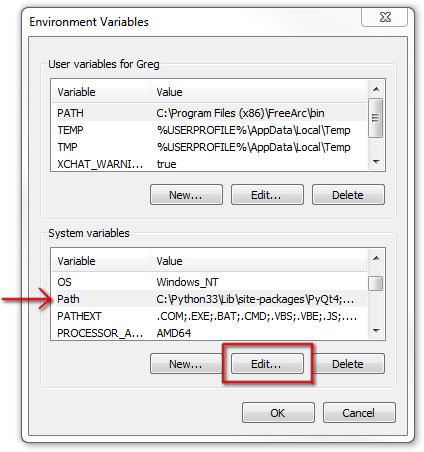 Environment Variables
User variables for Greg
Variable Value
PATH C:\Program Files (x86)\FreeArc\bin
TEMP %USERPROFILE%\AppData\Local\Temp
TMP %USERPROFILE%\AppData\Local\Temp
XCHAT_WARNI... true
New... Edit... Delete
System variables
Variable Value
OS Windows_NT
Path C:\Python33\Lib\site-packages\PyQt4;...
PATHEXT .COM;.EXE;.BAT;.CMD;.VBS;.VBE;.JS;....
PROCESSOR_A... AMD64
New... Edit... Delete
OK Cancel